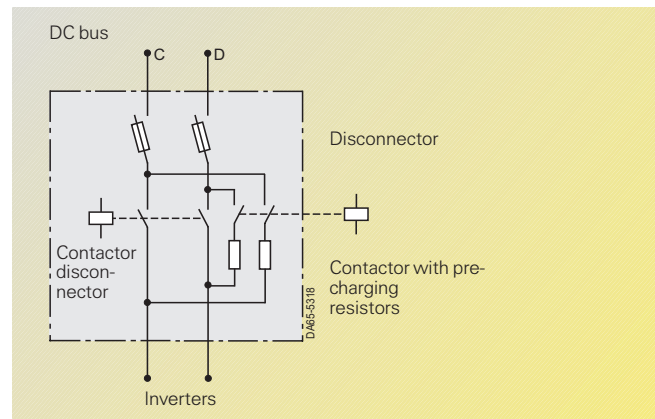 DC bus
C
D
Disconnector
Contactor
discon-
nector
Contactor with pre-
charging
resistors
DA65-5318
Inverters